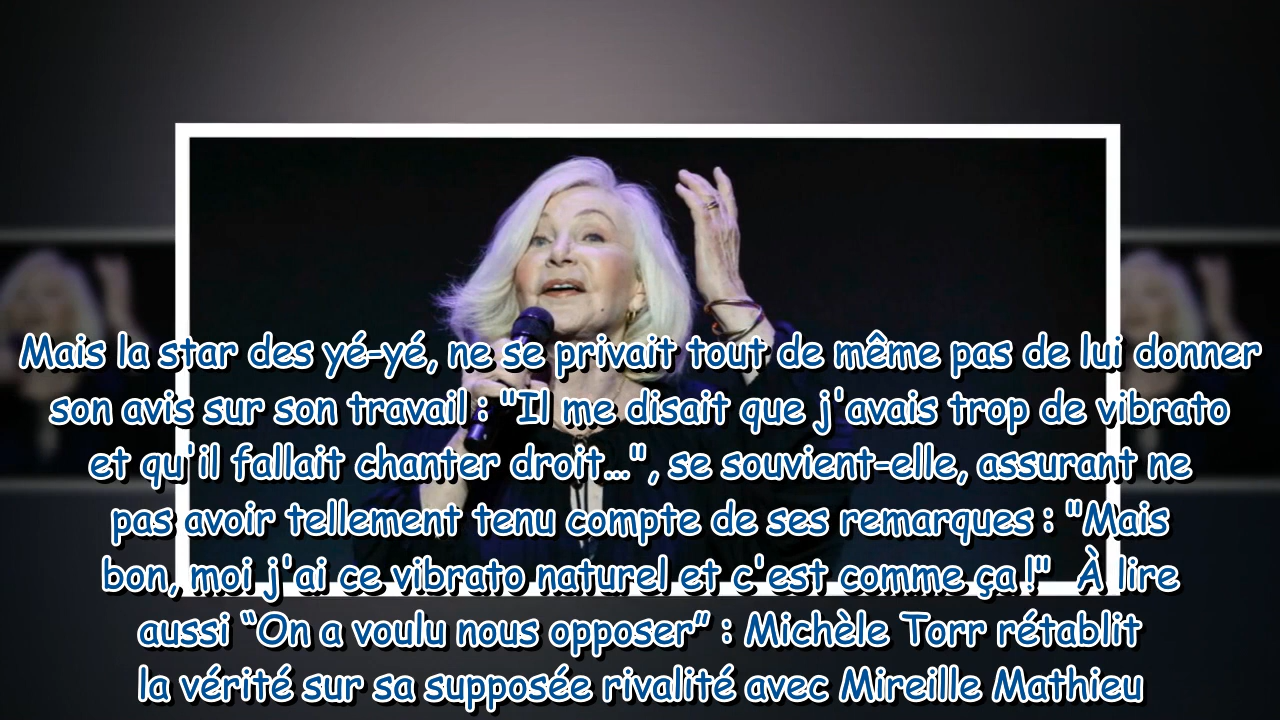 Mais la star des yé-yé, ne se privait tout de même pas de lui donner
son avis sur son travail : "Il me disait que j'avais trop de vibrato
et qu'il fallait chanter droit...", se souvient-elle, assurant ne
pas avoir tellement tenu compte de ses remarques : "Mais
bon, moi j'ai ce vibrato naturel et c'est comme ça !"  À lire
aussi “On a voulu nous opposer” : Michèle Torr rétablit
la vérité sur sa supposée rivalité avec Mireille Mathieu